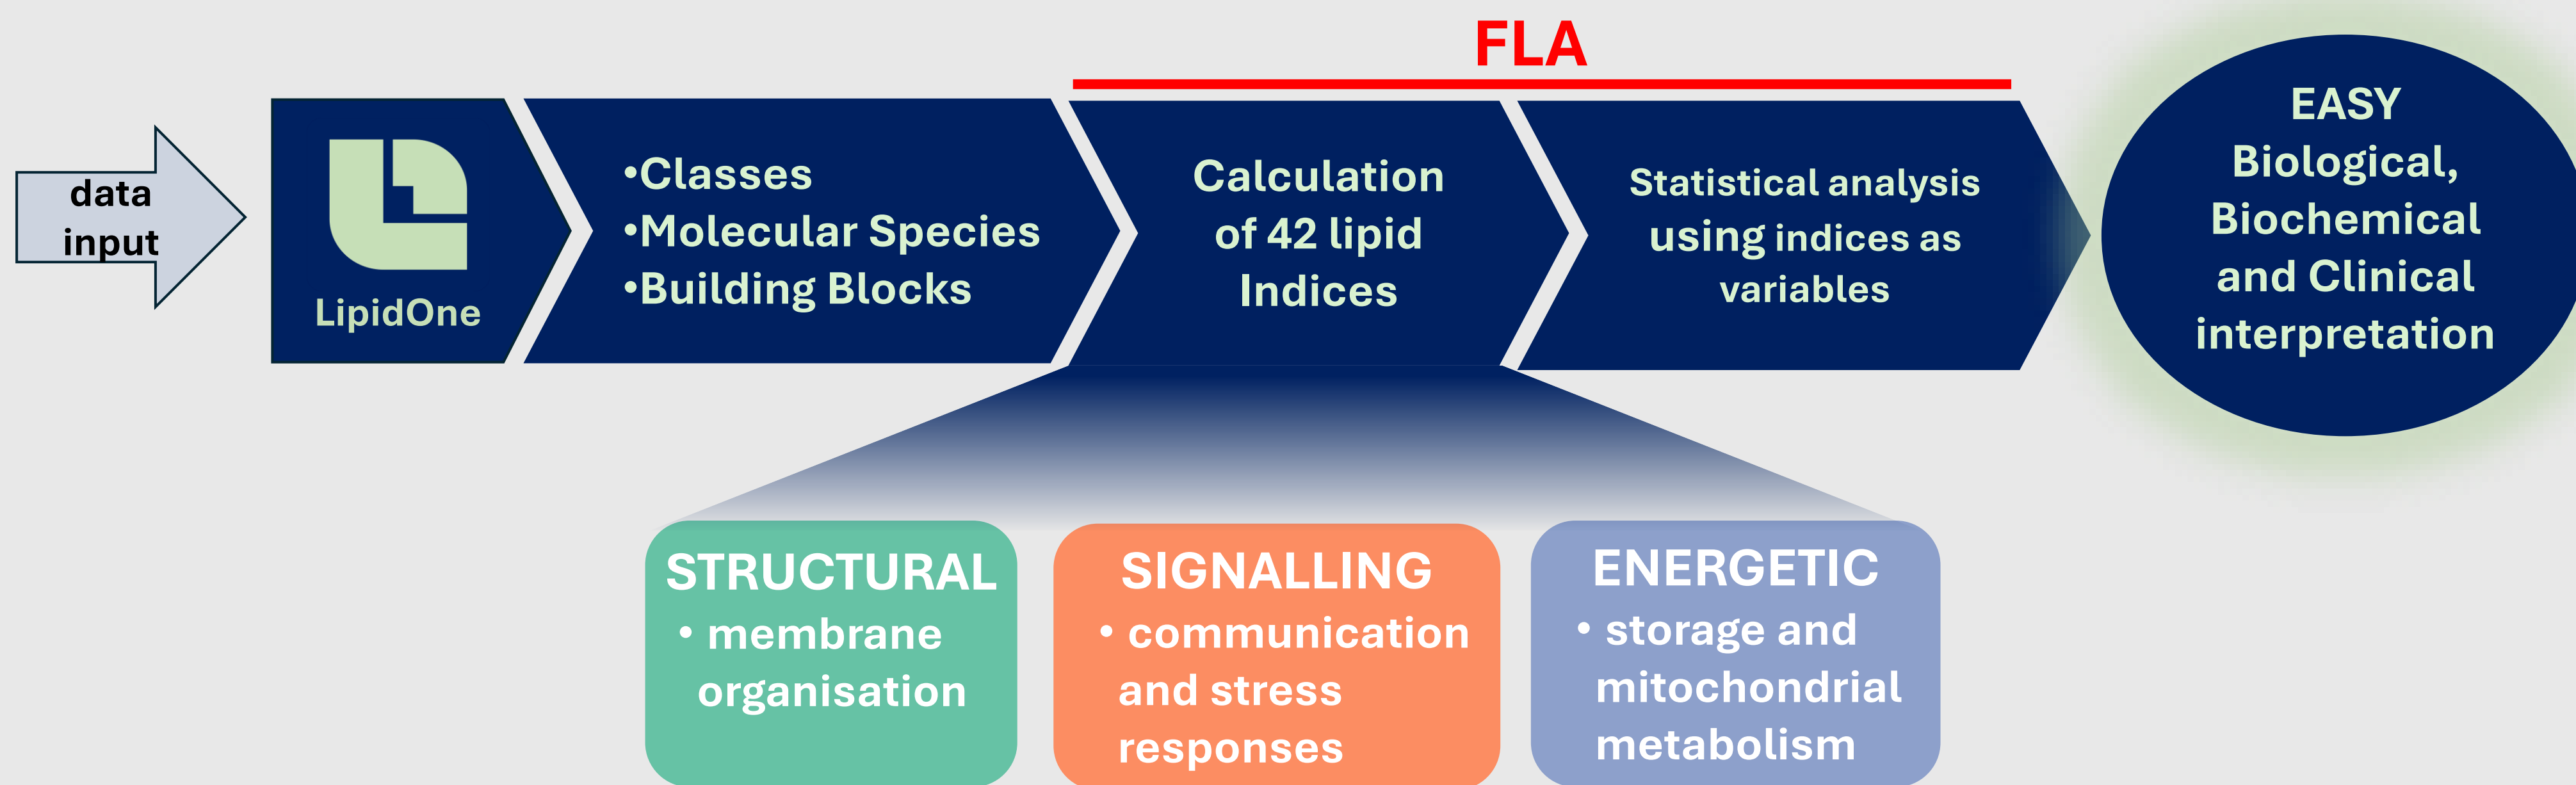 FLA
data
input
LipidOne
•Classes
•Molecular Species
•Building Blocks
Calculation
of 42 lipid
Indices
Statistical analysis
using indices as
variables
EASY
Biological,
Biochemical
and Clinical
interpretation
STRUCTURAL
• membrane
organisation
SIGNALLING
• communication
and stress
responses
ENERGETIC
• storage and
mitochondrial
metabolism